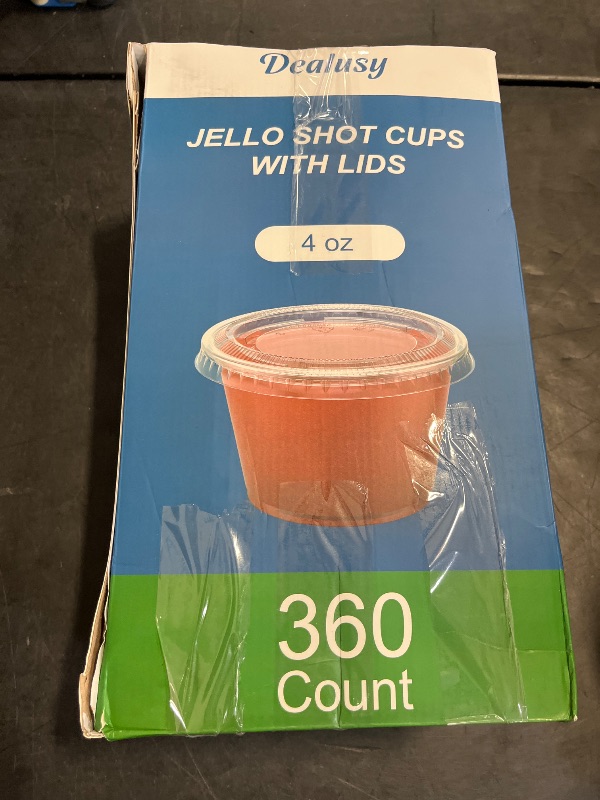 Dealusy
JELLO SHOT CUPS
WITH LIDS
4 oz
360
Count